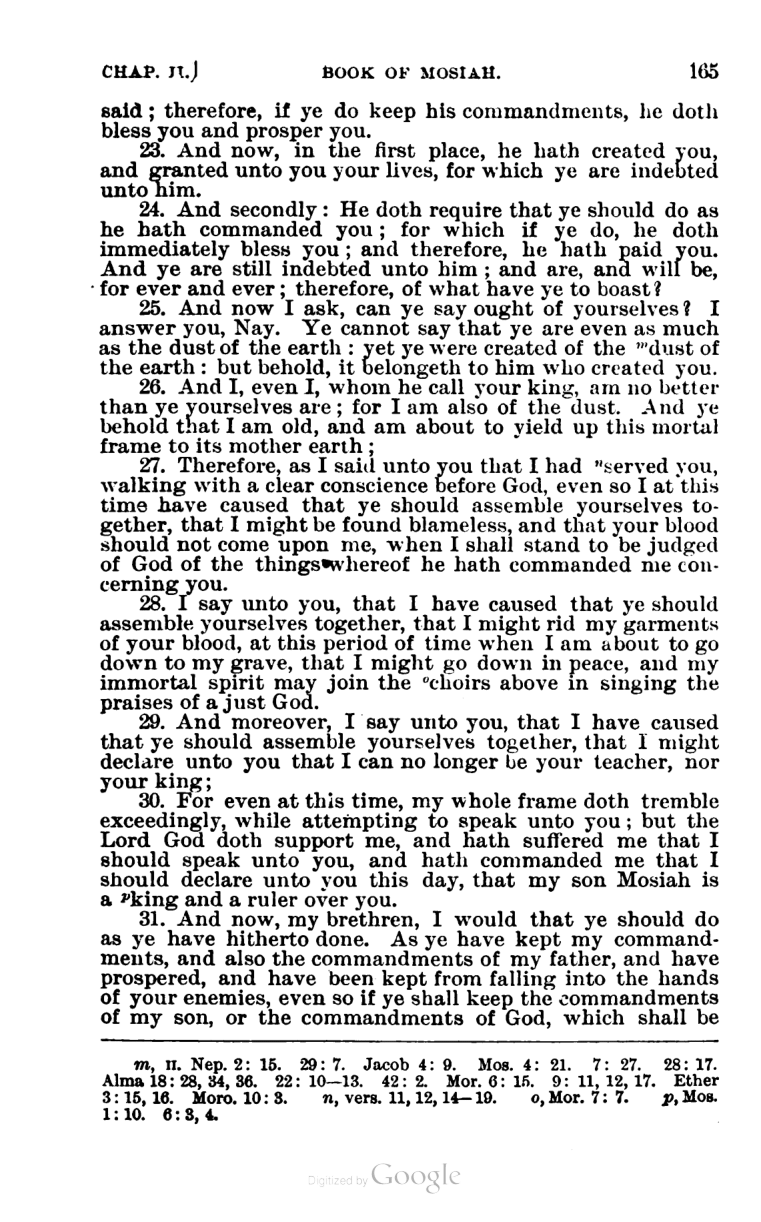 CHAP. II.) BOOK OF MOSIAH. 165
said ; therefore, if ye do keep his commandments, he doth
bless you and prosper you.
23. And now, in the first place, he hath created you,
and granted unto you your lives, for which ye are indebted
unto him.
24. And secondly : He doth require that ye should do as
he hath commanded you ; for which if ye do, he doth
immediately bless you ; and therefore, he hath paid you.
And ye are still indebted unto him ; and are, and will be,
for ever and ever ; therefore, of what have ye to boast?
25. And now I ask, can ye say ought of yourselves? I
answer you, Nay. Ye cannot say that ye are even as much
as the dust of the earth : yet ye were created of the ᵐdust of
the earth : but behold, it belongeth to him who created you.
26. And I, even I, whom he call your king, am no better
than ye yourselves are ; for I am also of the dust. And ye
behold that I am old, and am about to yield up this mortal
frame to its mother earth ;
27. Therefore, as I said unto you that I had ⁿserved you,
walking with a clear conscience before God, even so I at this
time have caused that ye should assemble yourselves to-
gether, that I might be found blameless, and that your blood
should not come upon me, when I shall stand to be judged
of God of the things whereof he hath commanded me con-
cerning you.
28. I say unto you, that I have caused that ye should
assemble yourselves together, that I might rid my garments
of your blood, at this period of time when I am about to go
down to my grave, that I might go down in peace, and my
immortal spirit may join the ᵒchoirs above in singing the
praises of a just God.
29. And moreover, I say unto you, that I have caused
that ye should assemble yourselves together, that I might
declare unto you that I can no longer be your teacher, nor
your king;
30. For even at this time, my whole frame doth tremble
exceedingly, while attempting to speak unto you ; but the
Lord God doth support me, and hath suffered me that I
should speak unto you, and hath commanded me that I
should declare unto you this day, that my son Mosiah is
a ᵖking and a ruler over you.
31. And now, my brethren, I would that ye should do
as ye have hitherto done. As ye have kept my command-
ments, and also the commandments of my father, and have
prospered, and have been kept from falling into the hands
of your enemies, even so if ye shall keep the commandments
of my son, or the commandments of God, which shall be
m, II. Nep. 2: 15. 29: 7. Jacob 4: 9. Mos. 4: 21. 7: 27. 28: 17.
Alma 18: 28, 34, 36. 22: 10—13. 42: 2. Mor. 6: 15. 9: 11, 12, 17. Ether
3: 15, 16. Moro. 10: 3. n, vers. 11, 12, 14—19. o, Mor. 7: 7. p, Mos.
1: 10. 6: 3, 4.
Digitized by Google